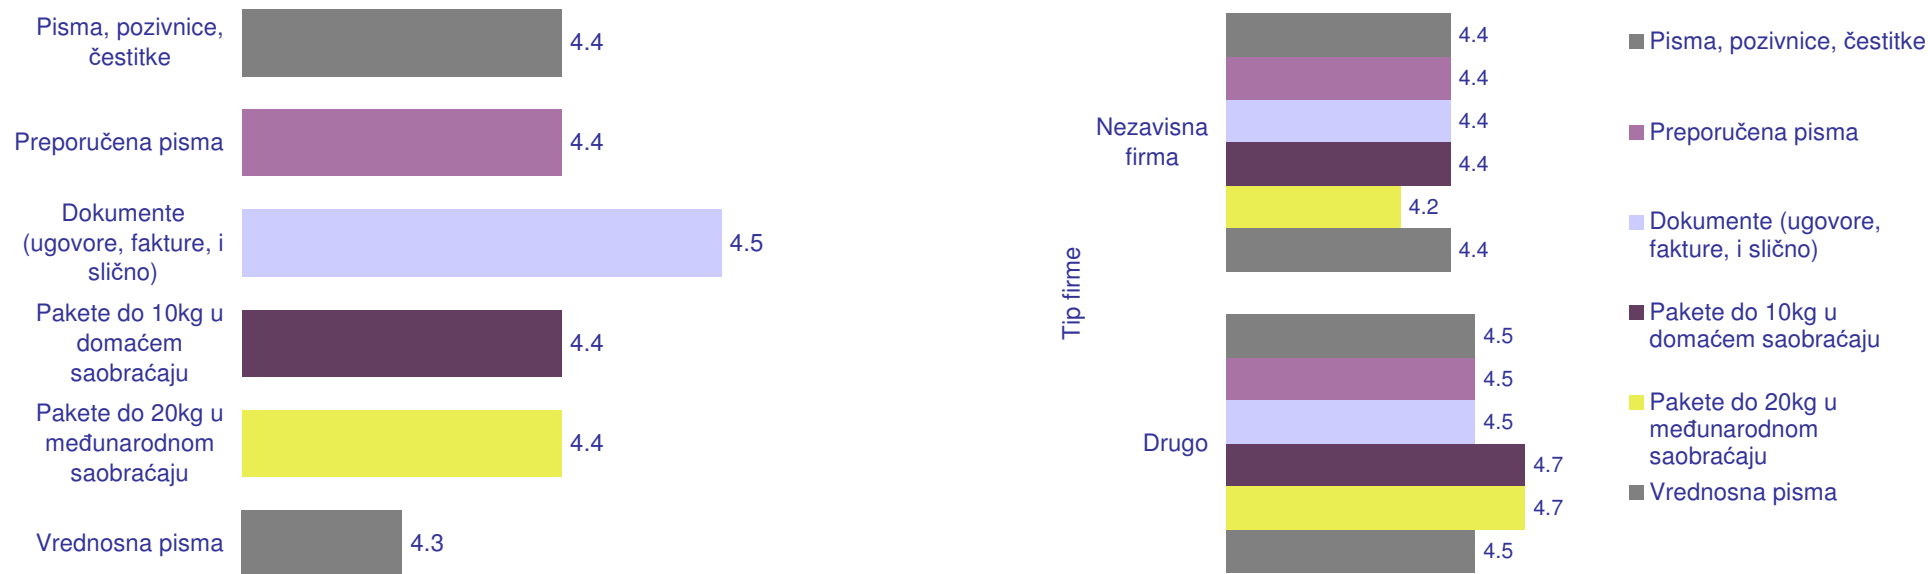 Pisma, pozivnice,
čestitke
4.4
Preporučena pisma
4.4
Dokumente
(ugovore, fakture, i
slično)
4.5
Pakete do 10kg u
domaćem
saobraćaju
4.4
Pakete do 20kg u
međunarodnom
saobraćaju
4.4
Vrednosna pisma
4.3
Tip firme
Nezavisna
firma
4.4
4.4
4.4
4.4
4.2
4.4
Drugo
4.5
4.5
4.5
4.7
4.7
4.5
Pisma, pozivnice, čestitke
Preporučena pisma
Dokumente (ugovore,
fakture, i slično)
Pakete do 10kg u
domaćem saobraćaju
Pakete do 20kg u
međunarodnom
saobraćaju
Vrednosna pisma